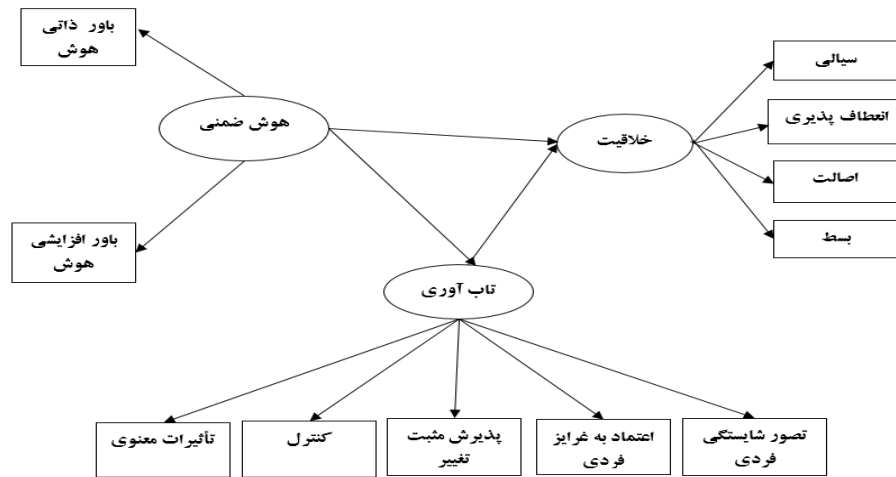 باور ذاتی
هوش
هوش ضمنی
باور افزایشی
هوش
خلاقیت
سیالی
انعطاف پذیری
اصالت
بسط
تاب آوری
تصور شایستگی
فردی
اعتماد به غرایز
فردی
پذیرش مثبت
تغییر
کنترل
تأثیرات معنوی